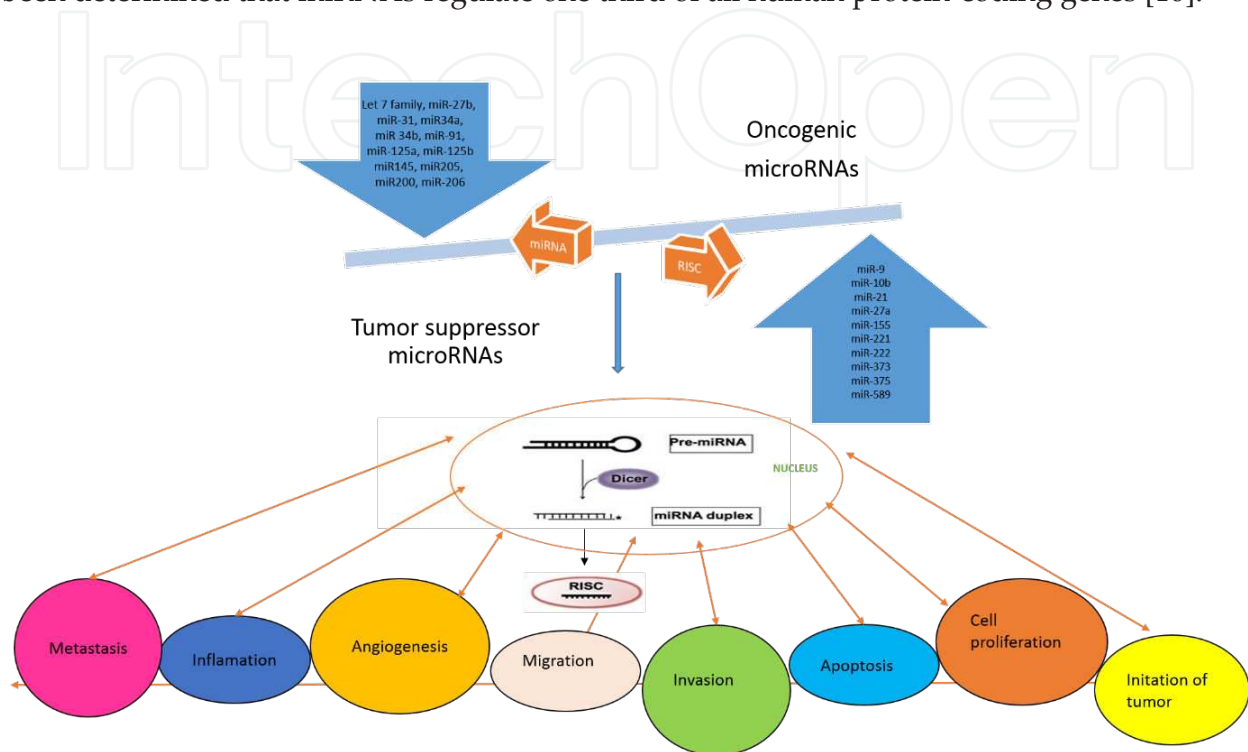 been determined that miRNAs regulate one third of all human protein-coding genes [10].
IntechOpen
Let 7 family, miR-27b,
miR-31, miR34a,
miR 34b, miR-91,
miR-125a, miR-125b
miR145, miR205,
miR200, miR-206
Oncogenic
microRNAs
miRNA
RISC
miR-9
miR-10b
miR-21
miR-27a
miR-155
miR-221
miR-222
miR-373
miR-375
miR-589
Tumor suppressor
microRNAs
Pre-miRNA
NUCLEUS
Dicer
miRNA duplex
RISC
Metastasis
Inflamation
Angiogenesis
Migration
Invasion
Apoptosis
Cell
proliferation
Initation of
tumor